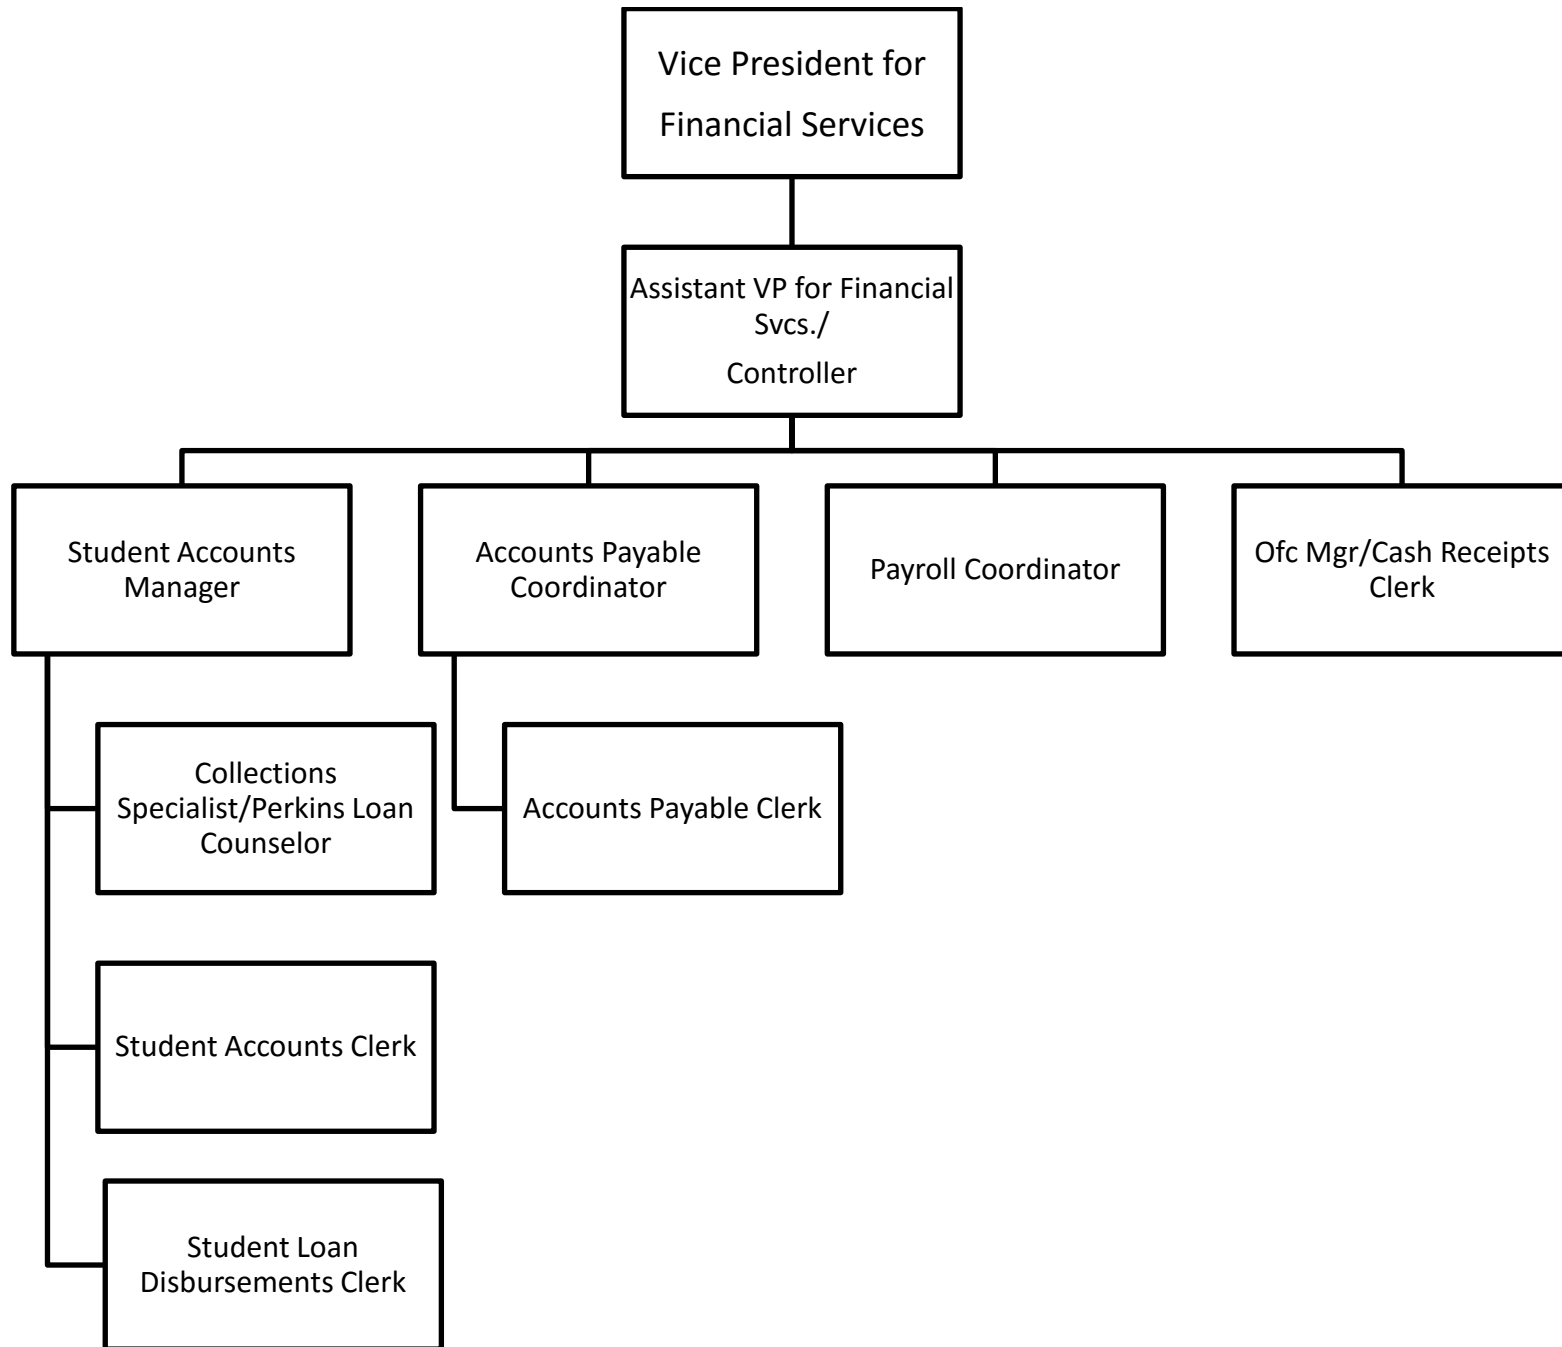 Vice President for
Financial Services
Assistant VP for Financial
Svcs./
Controller
Student Accounts
Manager
Accounts Payable
Coordinator
Payroll Coordinator
Ofc Mgr/Cash Receipts
Clerk
Collections
Specialist/Perkins Loan
Counselor
Accounts Payable Clerk
Student Accounts Clerk
Student Loan
Disbursements Clerk